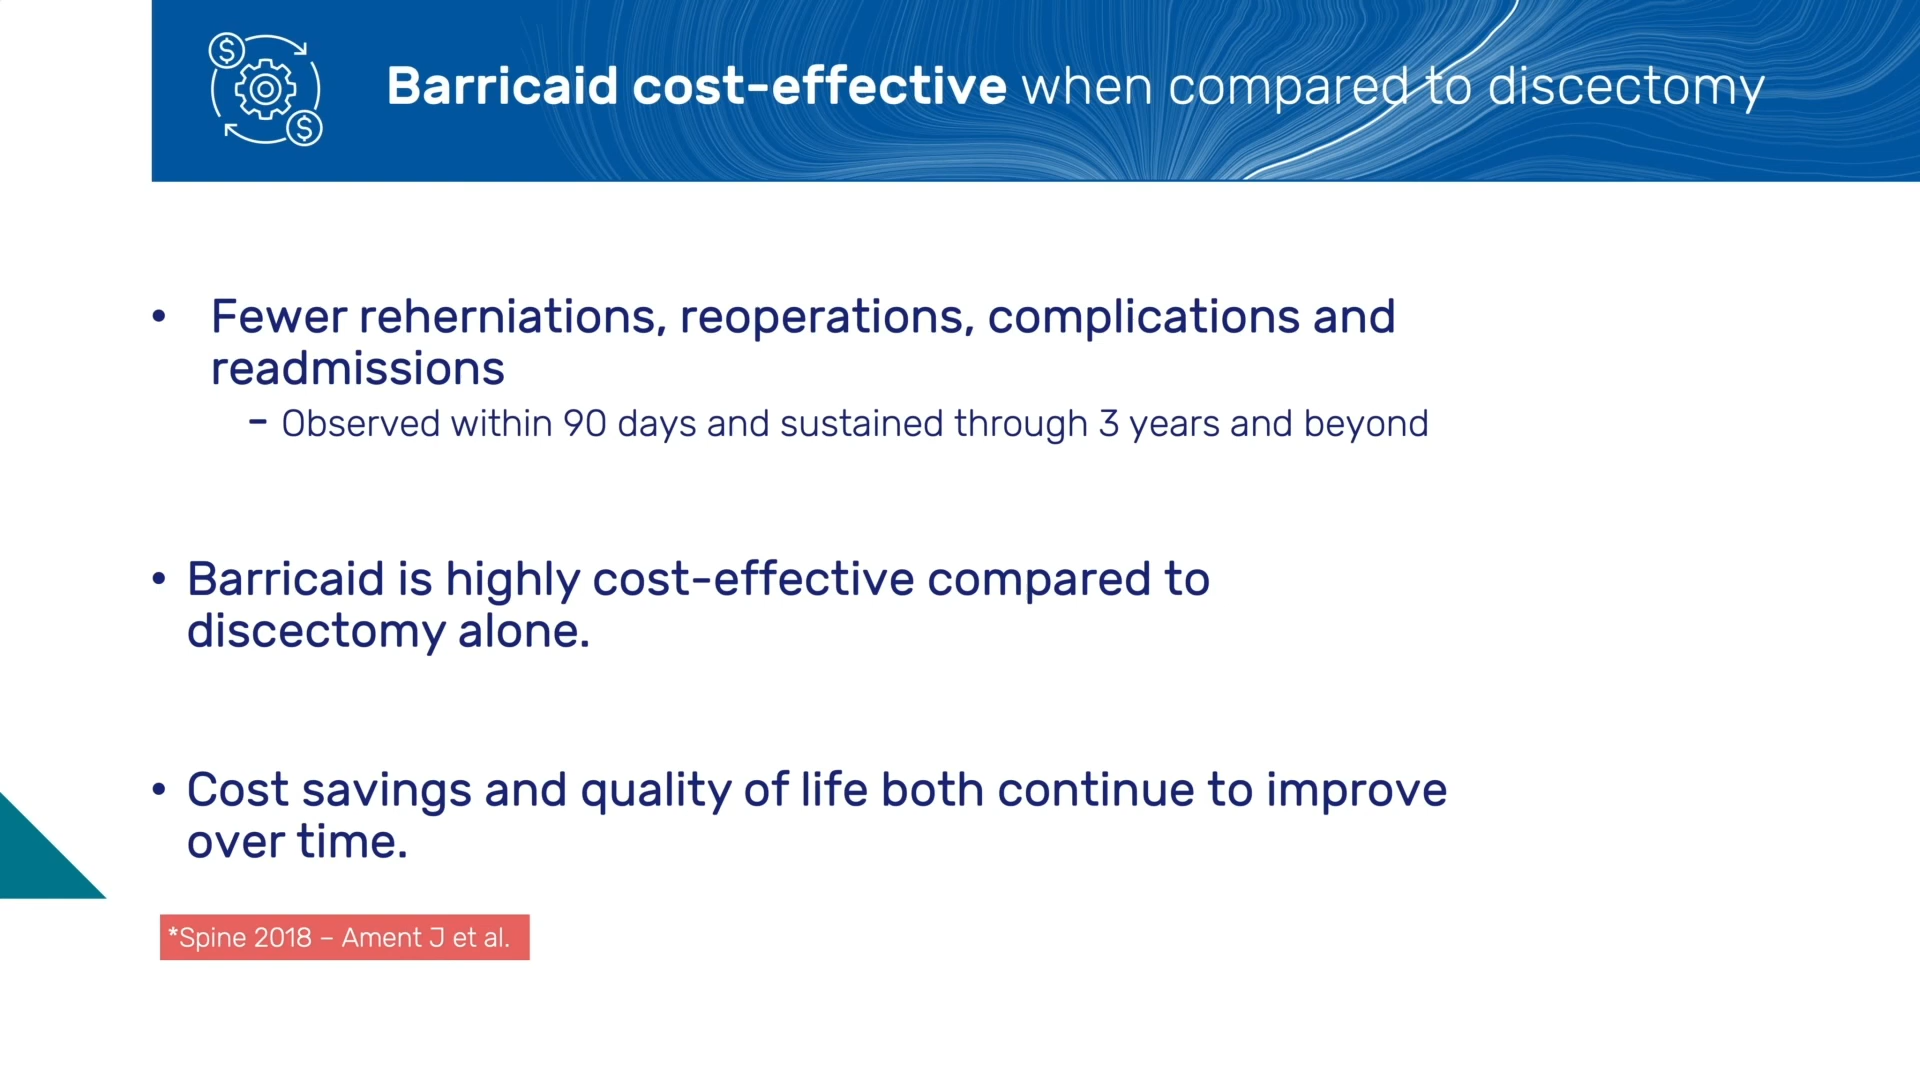 $
Barricaid cost-effective when compared to discectomy
$
• Fewer reherniations, reoperations, complications and
readmissions
– Observed within 90 days and sustained through 3 years and beyond
• Barricaid is highly cost-effective compared to
discectomy alone.
• Cost savings and quality of life both continue to improve
over time.
*Spine 2018 – Ament J et al.